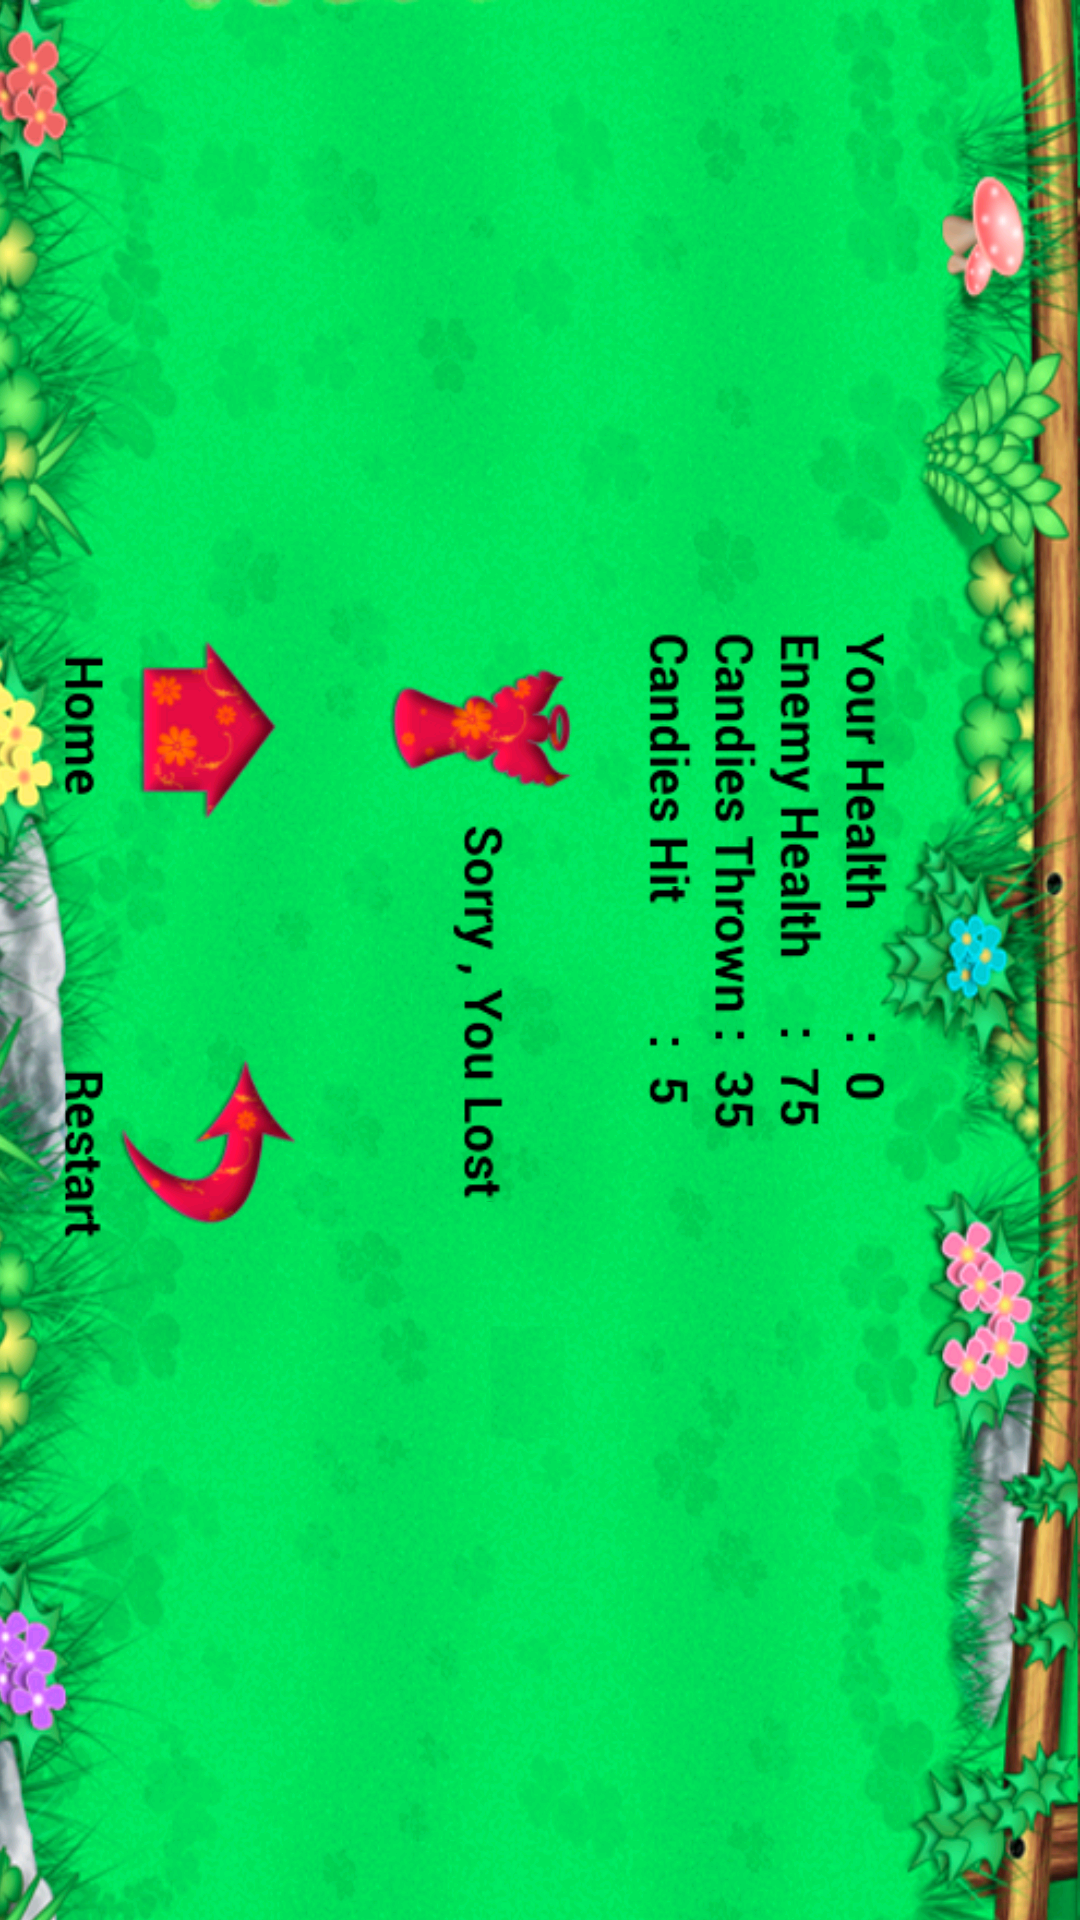 Your Health : 0
Enemy Health : 75
Candies Thrown : 35
Candies Hit : 5
Sorry , You Lost
Home
Restart